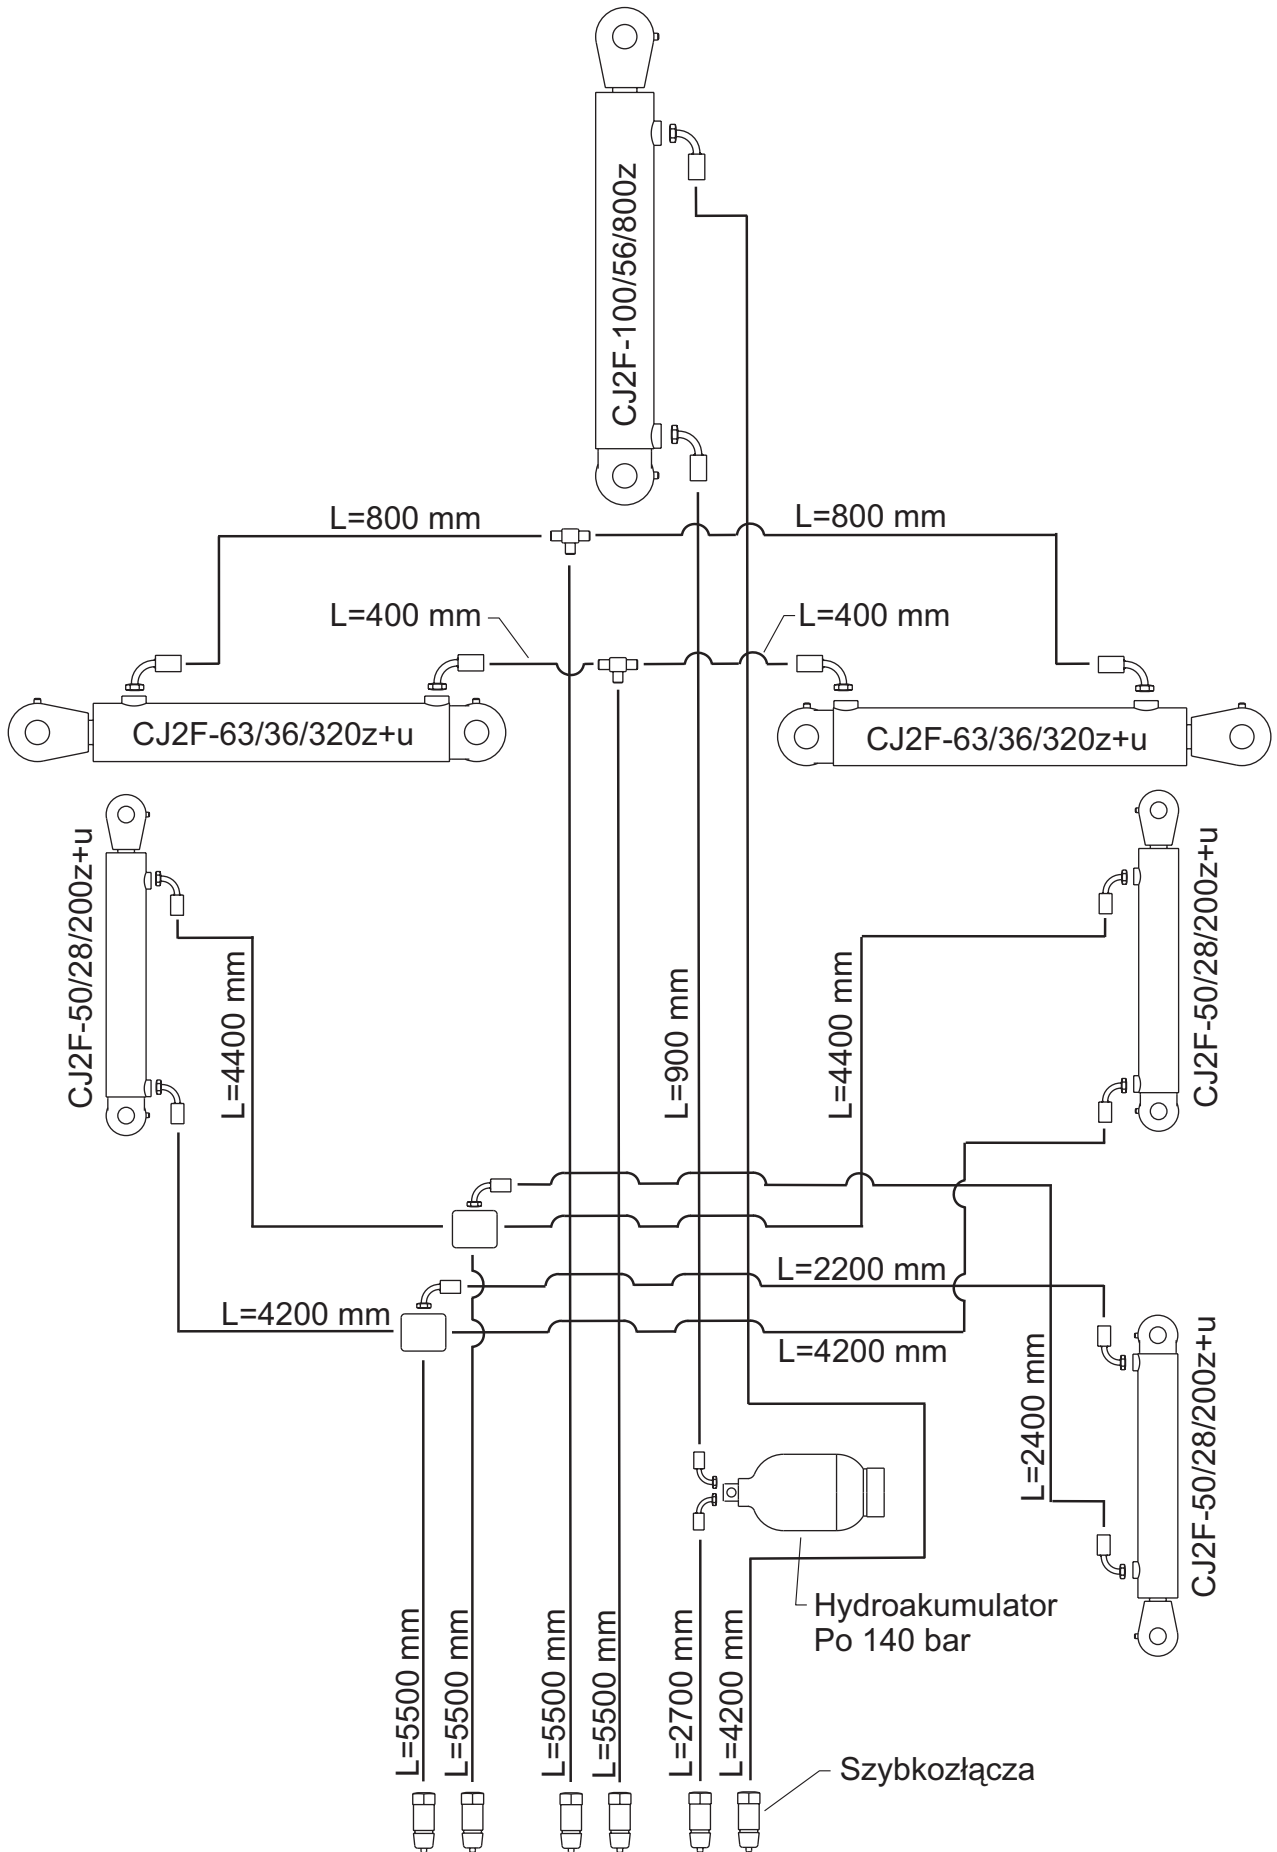 CJ2F-100/56/800z
L=800 mm
L=800 mm
L=400 mm
L=400 mm
CJ2F-63/36/320z+u
CJ2F-63/36/320z+u
CJ2F-50/28/200z+u
L=4400 mm
L=900 mm
L=4400 mm
CJ2F-50/28/200z+u
L=2200 mm
L=4200 mm
L=4200 mm
L=2400 mm
CJ2F-50/28/200z+u
Hydroakumulator
Po 140 bar
L=5500 mm
L=5500 mm
L=5500 mm
L=5500 mm
L=2700 mm
L=4200 mm
Szybkozłącza